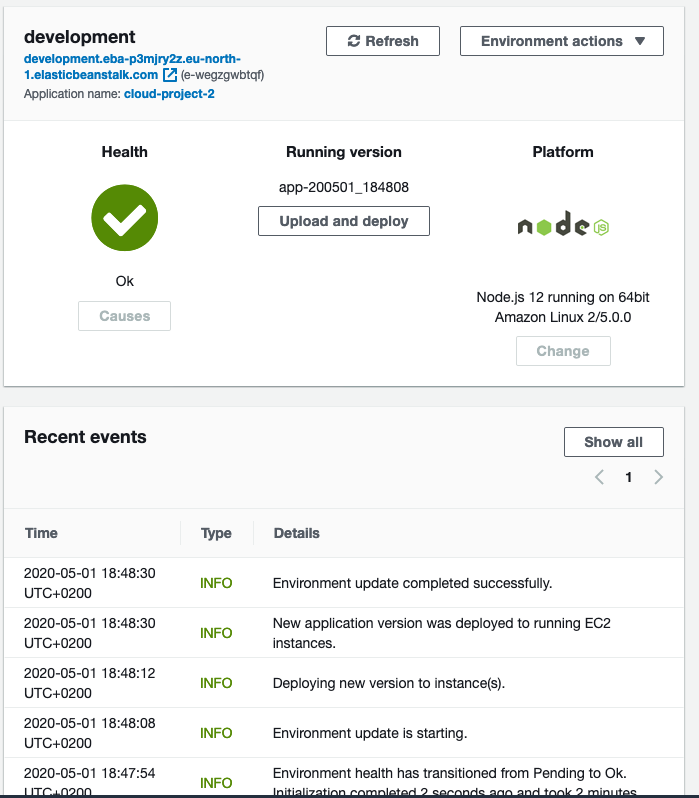 development
development.eba-p3mjry2z.eu-north-
1.elasticbeanstalk.com (e-wegzgwbtqf)
Application name: cloud-project-2
Refresh
Environment actions
Health
Running version
Platform
app-200501_184808
Upload and deploy
node
JS
Ok
Causes
Node.js 12 running on 64bit
Amazon Linux 2/5.0.0
Change
Recent events
Show all
1
Time
Type
Details
2020-05-01 18:48:30
UTC+0200
INFO
Environment update completed successfully.
2020-05-01 18:48:30
UTC+0200
INFO
New application version was deployed to running EC2
instances.
2020-05-01 18:48:12
UTC+0200
INFO
Deploying new version to instance(s).
2020-05-01 18:48:08
UTC+0200
INFO
Environment update is starting.
2020-05-01 18:47:54
UTC+0200
INFO
Environment health has transitioned from Pending to Ok.
Initialization completed 2 seconds ago and took 2 minutes